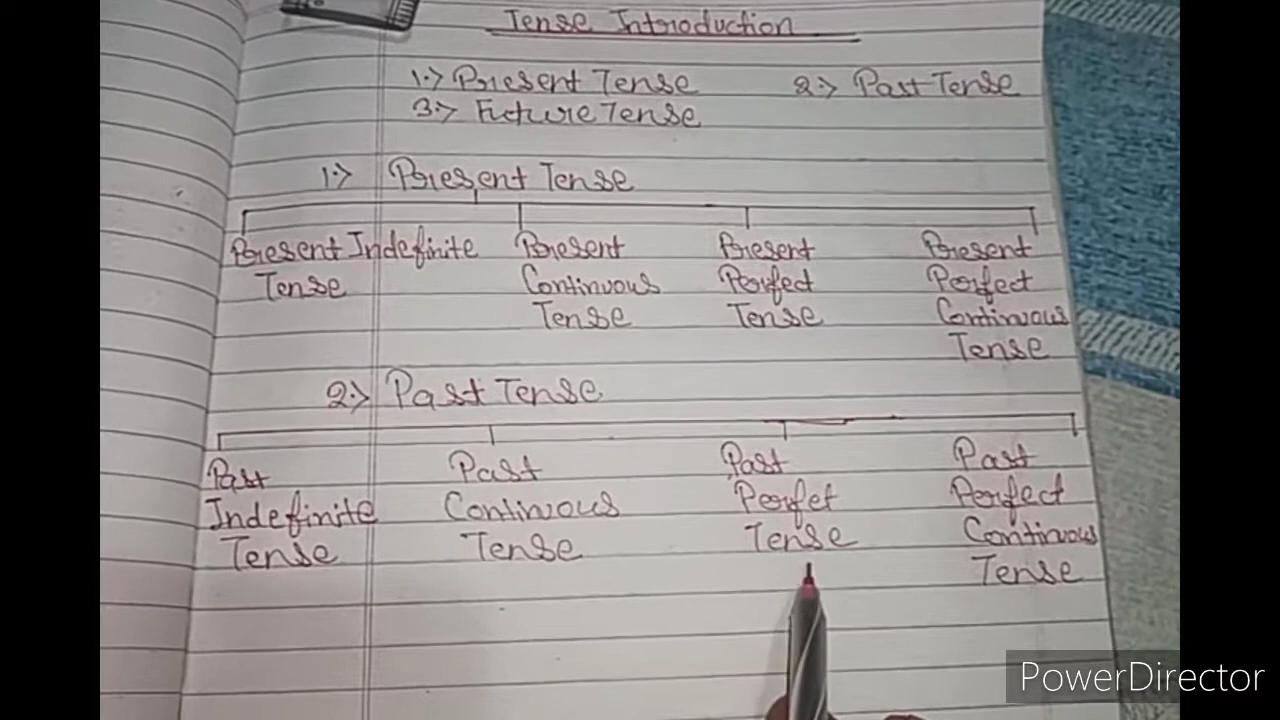 Tense Introduction
1.> Present Tense 2.> Past Tense
3.> Future Tense
1.> Present Tense
Present Indefinite Tense
Present Continuous Tense
Present Perfect Tense
Present Perfect Continuous Tense
2.> Past Tense
Past Indefinite Tense
Past Continuous Tense
Past Perfet Tense
Past Perfect Continuous Tense
PowerDirector